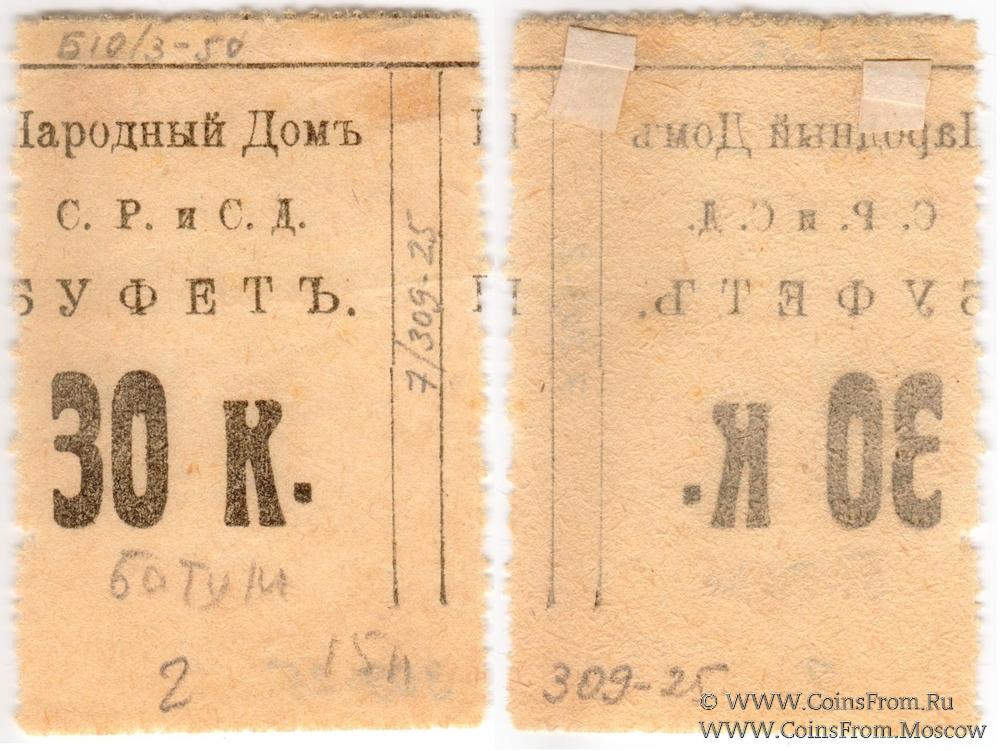 Б10/3-50
Народный Домъ
С. Р. и С. Д.
БУФЕТЪ.
30 к.
7/309-25
Батум
2
309-25
© WWW.CoinsFrom.Ru
WWW.CoinsFrom.Moscow